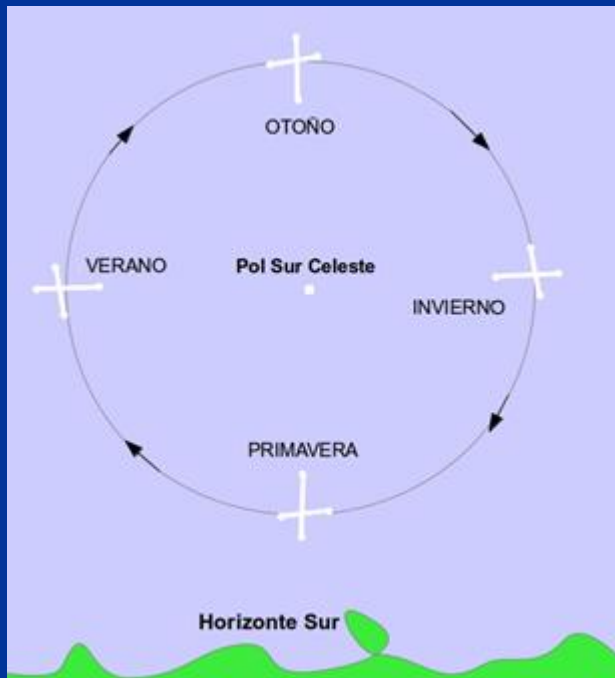 OTOÑO
VERANO
Pol Sur Celeste
INVIERNO
PRIMAVERA
Horizonte Sur